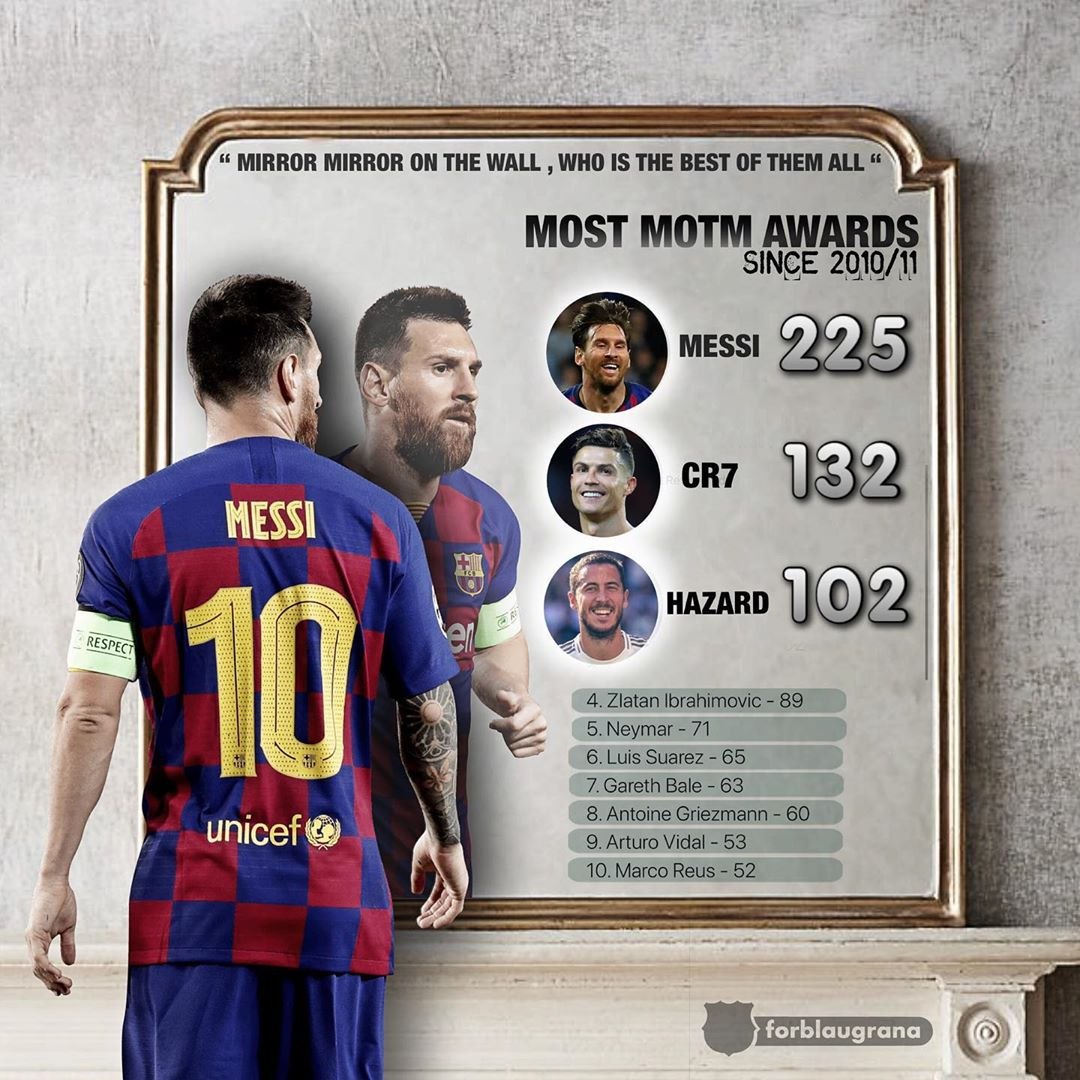 “ MIRROR MIRROR ON THE WALL , WHO IS THE BEST OF THEM ALL “
MOST MOTM AWARDS
SINCE 2010/11
MESSI 225
CR7 132
HAZARD 102
4. Zlatan Ibrahimovic - 89
5. Neymar - 71
6. Luis Suarez - 65
7. Gareth Bale - 63
8. Antoine Griezmann - 60
9. Arturo Vidal - 53
10. Marco Reus - 52
MESSI
10
unicef
RESPECT
FCB
forblaugrana